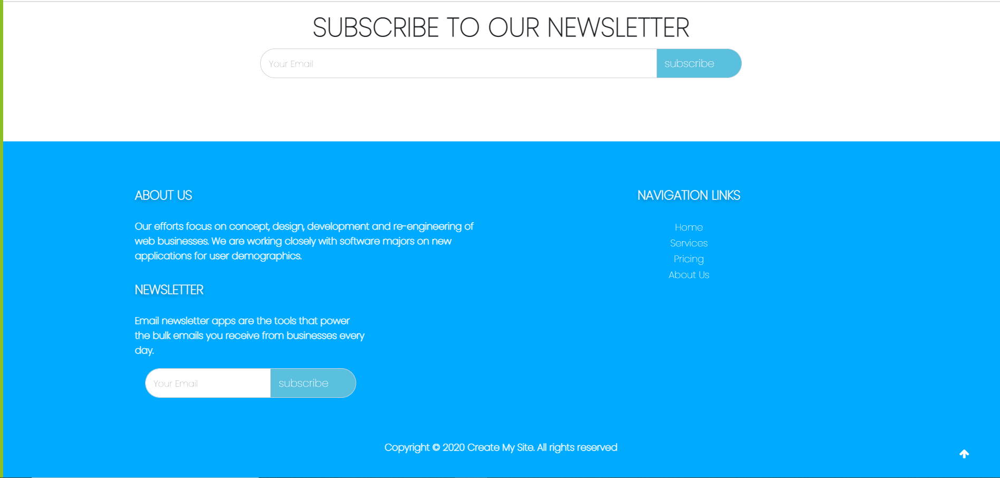 SUBSCRIBE TO OUR NEWSLETTER
Your Email
subscribe
ABOUT US
Our efforts focus on concept, design, development and re-engineering of
web businesses. We are working closely with software majors on new
applications for user demographics.
NEWSLETTER
Email newsletter apps are the tools that power
the bulk emails you receive from businesses every
day.
Your Email
subscribe
NAVIGATION LINKS
Home
Services
Pricing
About Us
Copyright © 2020 Create My Site. All rights reserved